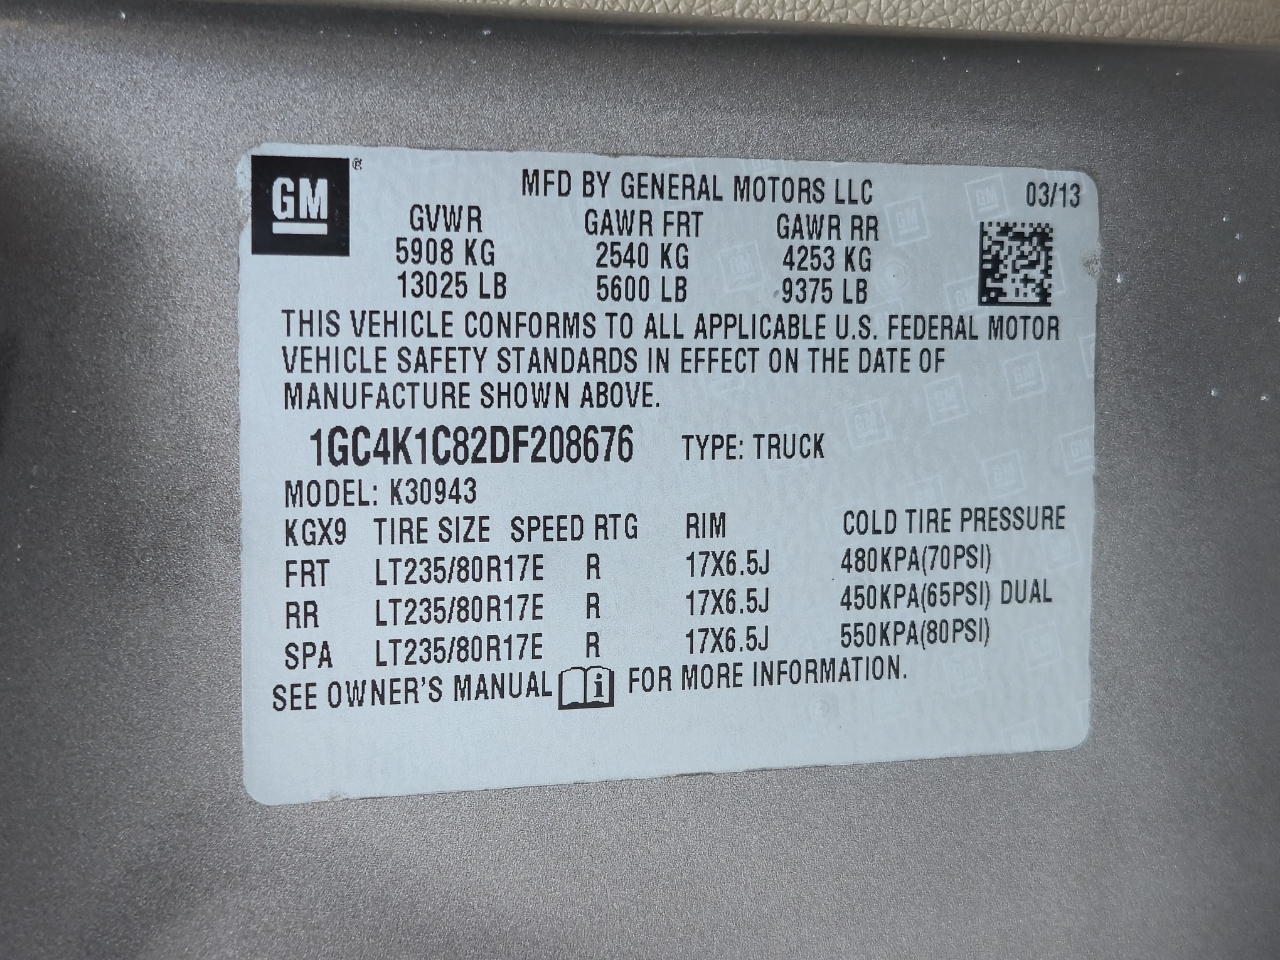 GM ®
MFD BY GENERAL MOTORS LLC 03/13
GVWR GAWR FRT GAWR RR
5908 KG 2540 KG 4253 KG
13025 LB 5600 LB 9375 LB
THIS VEHICLE CONFORMS TO ALL APPLICABLE U.S. FEDERAL MOTOR
VEHICLE SAFETY STANDARDS IN EFFECT ON THE DATE OF
MANUFACTURE SHOWN ABOVE.
1GC4K1C82DF208676 TYPE: TRUCK
MODEL: K30943
KGX9 TIRE SIZE SPEED RTG RIM COLD TIRE PRESSURE
FRT LT235/80R17E R 17X6.5J 480KPA(70PSI)
RR LT235/80R17E R 17X6.5J 450KPA(65PSI) DUAL
SPA LT235/80R17E R 17X6.5J 550KPA(80PSI)
SEE OWNER'S MANUAL i FOR MORE INFORMATION.